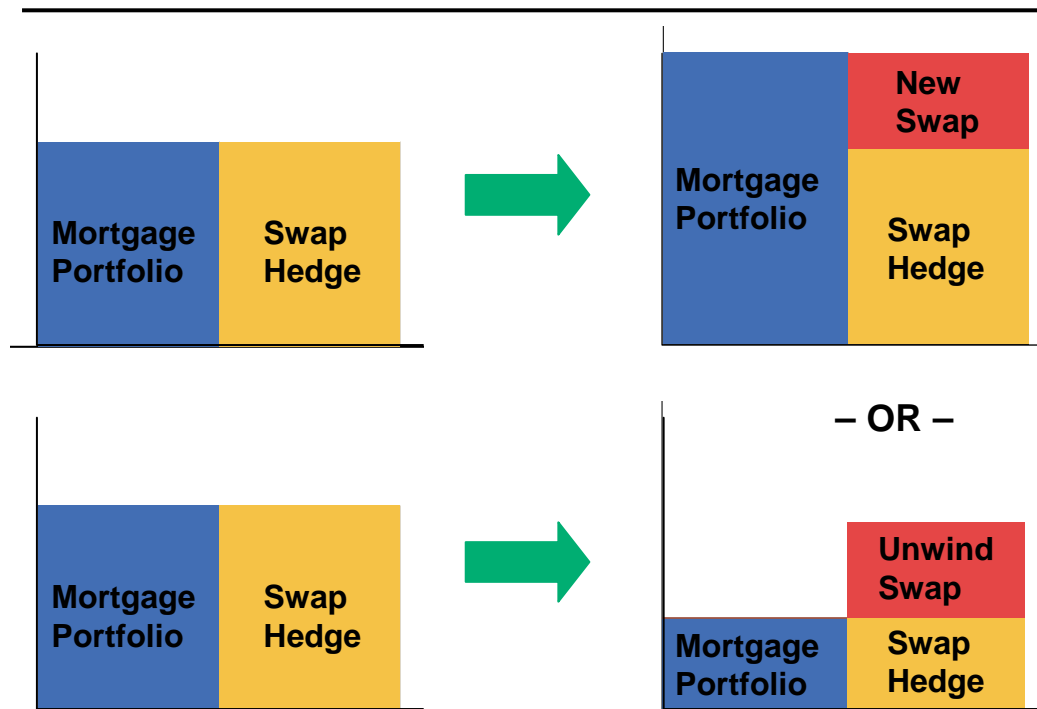 Mortgage
Portfolio
Swap
Hedge
New
Swap
Mortgage
Portfolio
Swap
Hedge
– OR –
Mortgage
Portfolio
Swap
Hedge
Unwind
Swap
Mortgage
Portfolio
Swap
Hedge